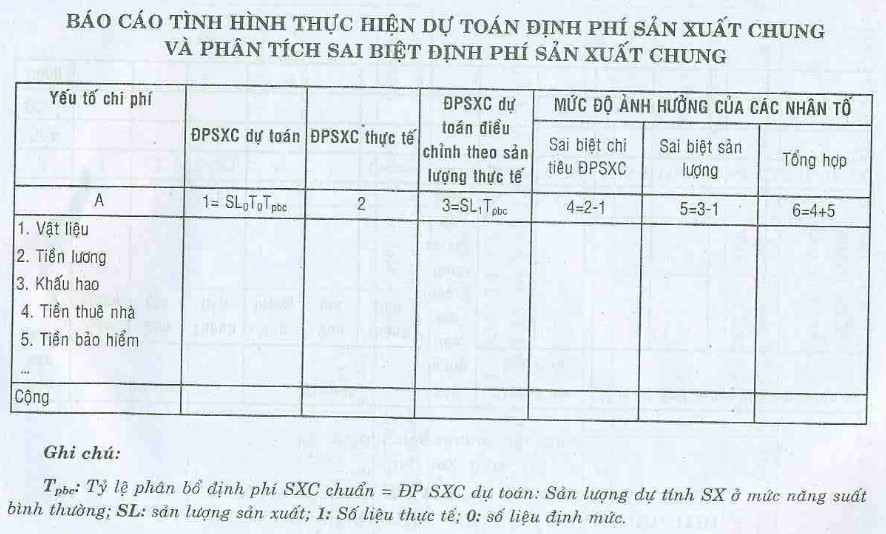 BÁO CÁO TÌNH HÌNH THỰC HIỆN DỰ TOÁN ĐỊNH PHÍ SẢN XUẤT CHUNG
VÀ PHÂN TÍCH SAI BIỆT ĐỊNH PHÍ SẢN XUẤT CHUNG
Yếu tố chi phí
ĐPSXC dự toán
ĐPSXC thực tế
ĐPSXC dự
toán điều
chỉnh theo sản
lượng thực tế
MỨC ĐỘ ẢNH HƯỞNG CỦA CÁC NHÂN TỐ
Sai biệt chi
tiêu ĐPSXC
Sai biệt sản
lượng
Tổng hợp
A
1= SL₀T₀Tpbc
2
3=SL₁Tpbc
4=2-1
5=3-1
6=4+5
1. Vật liệu
2. Tiền lương
3. Khấu hao
4. Tiền thuê nhà
5. Tiền bảo hiểm
...
Cộng
Ghi chú:
Tpbc: Tỷ lệ phân bổ định phí SXC chuẩn = ĐP SXC dự toán: Sản lượng dự tính SX ở mức năng suất
bình thường; SL: sản lượng sản xuất; 1: Số liệu thực tế; 0: số liệu định mức.